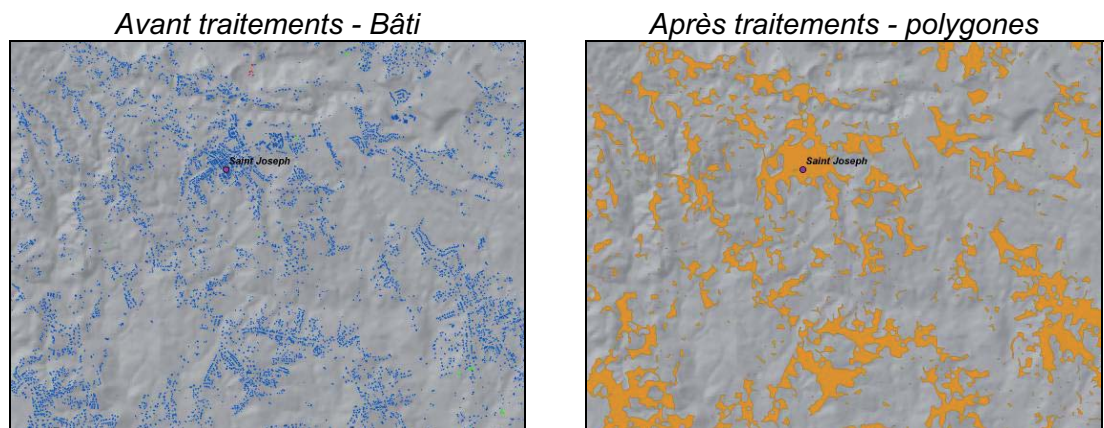 Avant traitements - Bâti
Après traitements - polygones
Saint Joseph
Saint Joseph